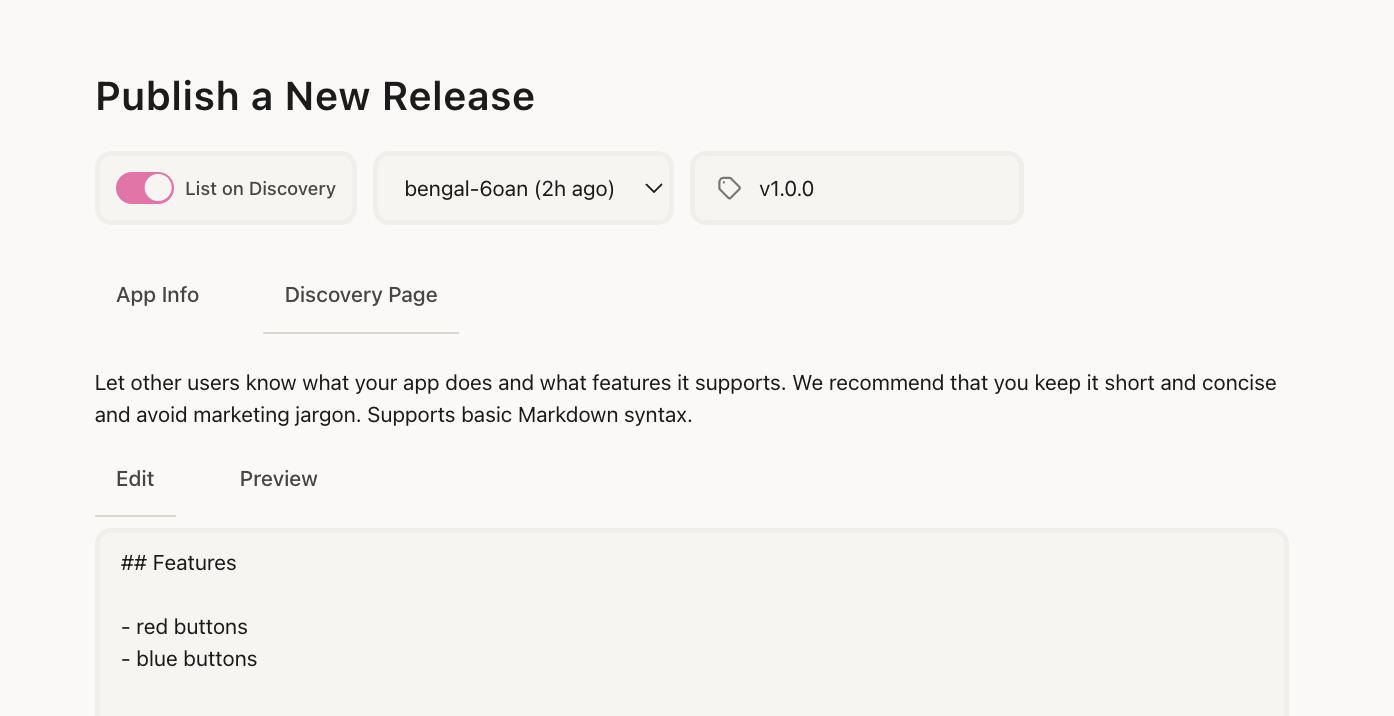 Publish a New Release
List on Discovery
bengal-6oan (2h ago)
v1.0.0
App Info
Discovery Page
Let other users know what your app does and what features it supports. We recommend that you keep it short and concise
and avoid marketing jargon. Supports basic Markdown syntax.
Edit
Preview
## Features
- red buttons
- blue buttons